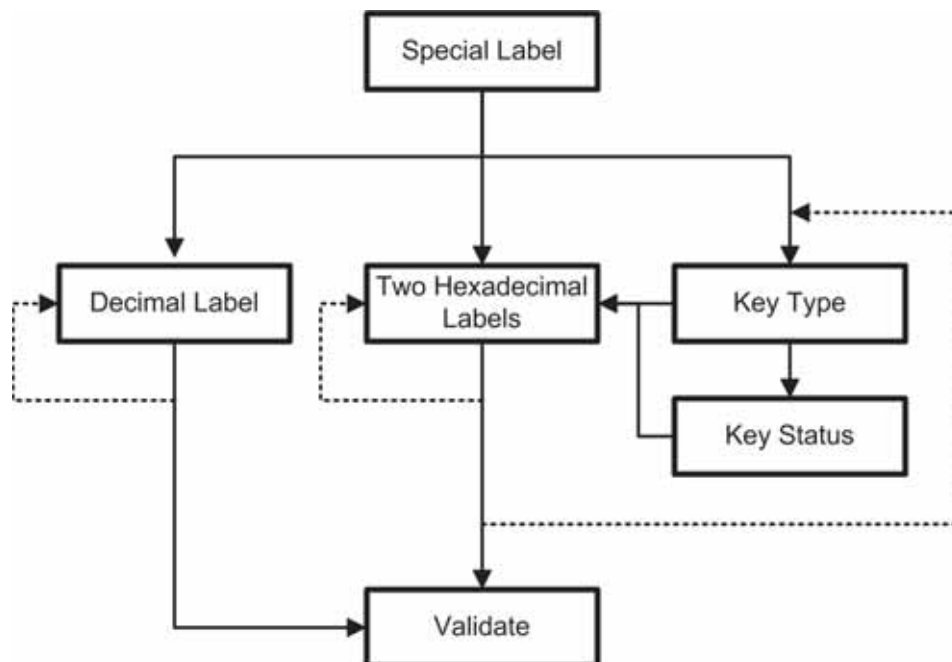 Special Label
Decimal Label
Two Hexadecimal
Labels
Key Type
Key Status
Validate